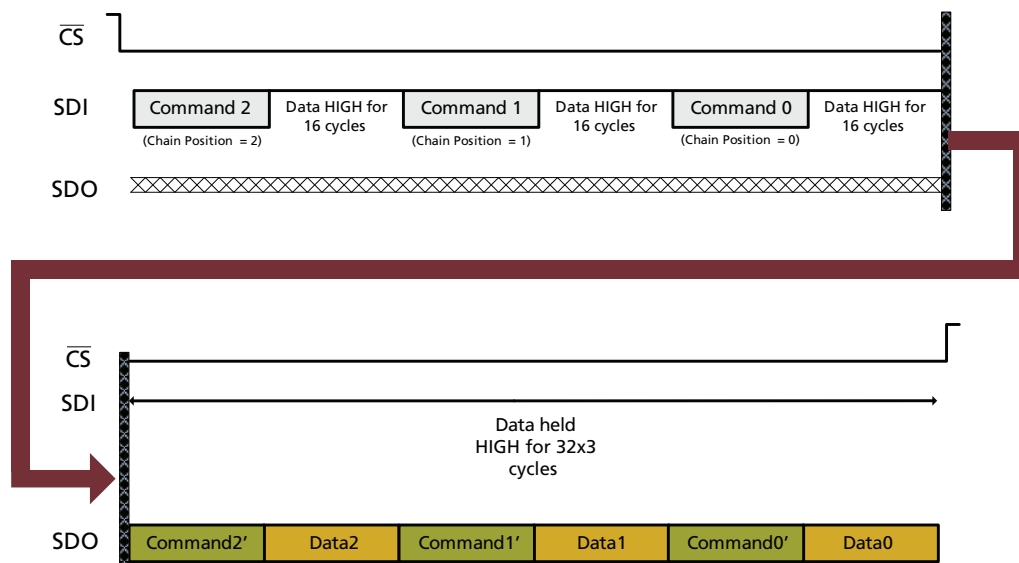 CS
SDI
Command 2
Data HIGH for
16 cycles
Command 1
Data HIGH for
16 cycles
Command 0
Data HIGH for
16 cycles
(Chain Position = 2)
(Chain Position = 1)
(Chain Position = 0)
SDO
CS
SDI
Data held
HIGH for 32x3
cycles
SDO
Command2’
Data2
Command1’
Data1
Command0’
Data0